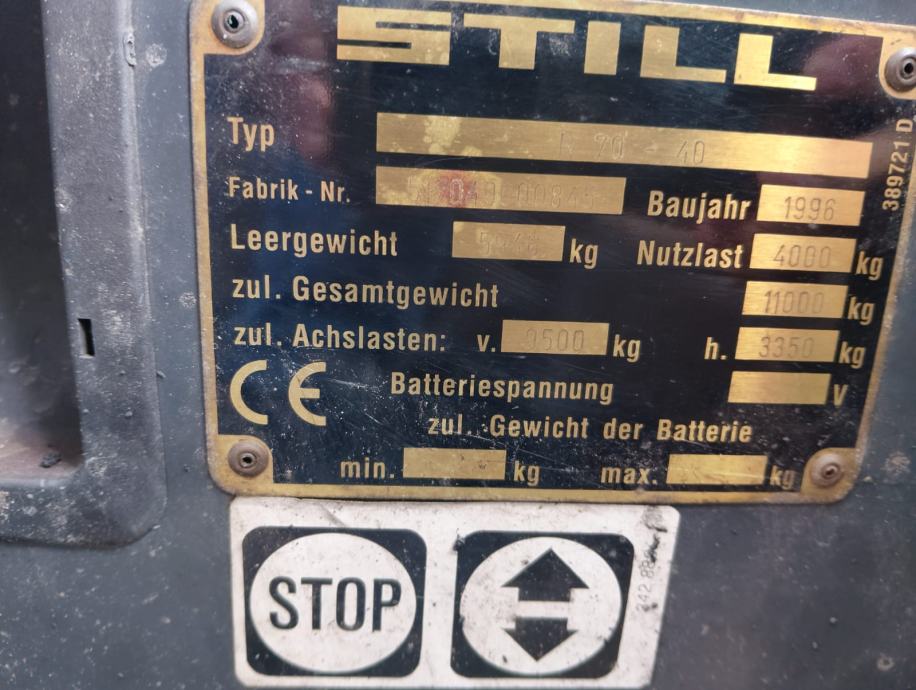 STILL
Typ R 70 - 40
Fabrik - Nr. Baujahr 1996
Leergewicht kg Nutzlast 4000 kg
zul. Gesamtgewicht 11000 kg
zul. Achslasten: v. 9500 kg h. 3350 kg
CE Batteriespannung V
zul. Gewicht der Batterie
min. kg max. kg
389721 D
STOP